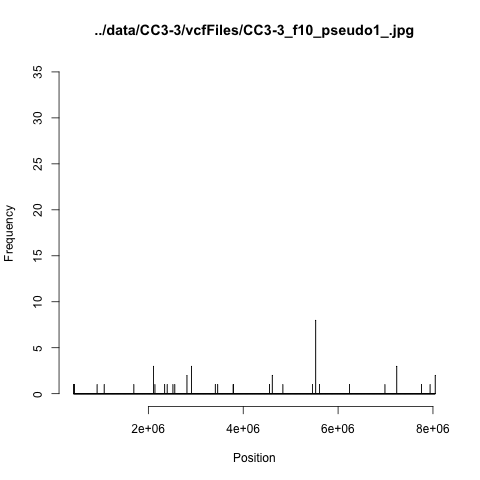 ../data/CC3-3/vcfFiles/CC3-3_f10_pseudo1_.jpg
35
30
25
20
15
10
5
0
Frequency
2e+06 4e+06 6e+06 8e+06
Position